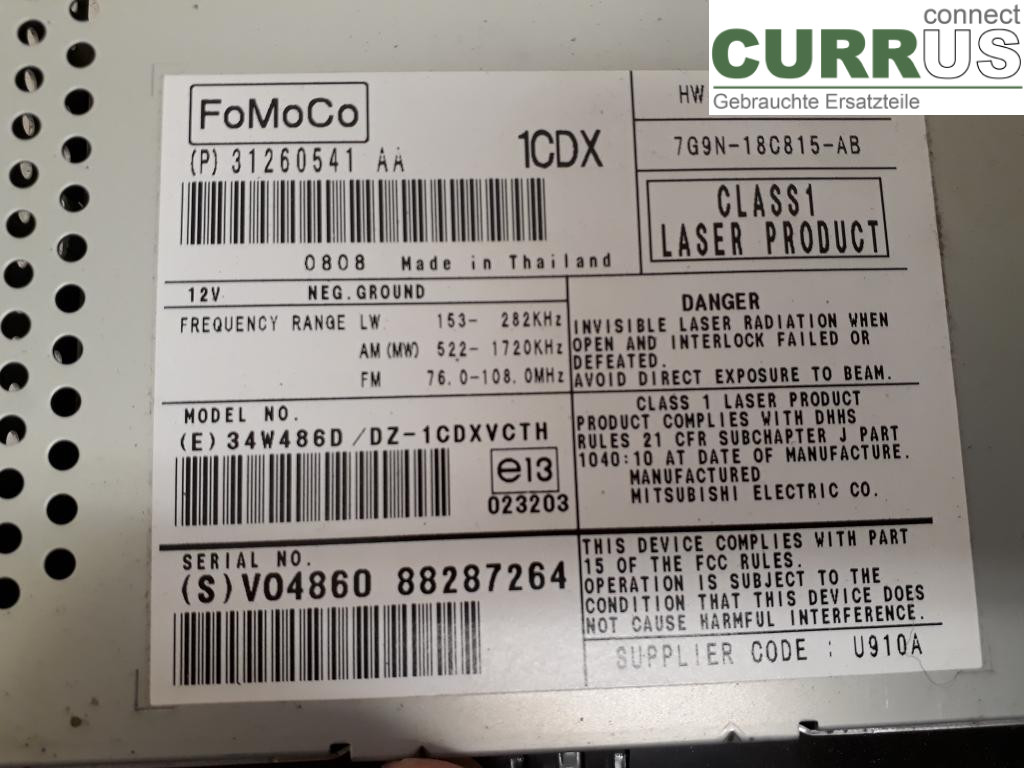 connect
CURRUS
Gebrauchte Ersatzteile
FoMoCo
(P) 31260541 AA
1CDX
0808 Made in Thailand
HW
7G9N-18C815-AB
CLASS1
LASER PRODUCT
12V NEG.GROUND
FREQUENCY RANGE LW 153- 282KHz
AM(MW) 522- 1720KHz
FM 76.0-108.0MHz
DANGER
INVISIBLE LASER RADIATION WHEN
OPEN AND INTERLOCK FAILED OR
DEFEATED.
AVOID DIRECT EXPOSURE TO BEAM.
MODEL NO.
(E) 34W486D/DZ-1CDXVCTH
e13
023203
CLASS 1 LASER PRODUCT
PRODUCT COMPLIES WITH DHHS
RULES 21 CFR SUBCHAPTER J PART
1040:10 AT DATE OF MANUFACTURE.
MANUFACTURED
MITSUBISHI ELECTRIC CO.
SERIAL NO.
(S) V04860 88287264
THIS DEVICE COMPLIES WITH PART
15 OF THE FCC RULES.
OPERATION IS SUBJECT TO THE
CONDITION THAT THIS DEVICE DOES
NOT CAUSE HARMFUL INTERFERENCE.
SUPPLIER CODE : U910A